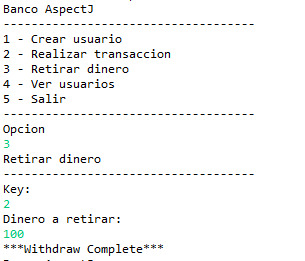 Banco AspectJ
------------------------------------
1 - Crear usuario
2 - Realizar transaccion
3 - Retirar dinero
4 - Ver usuarios
5 - Salir
------------------------------------
Opcion
3
Retirar dinero
------------------------------------
Key:
2
Dinero a retirar:
100
***Withdraw Complete***